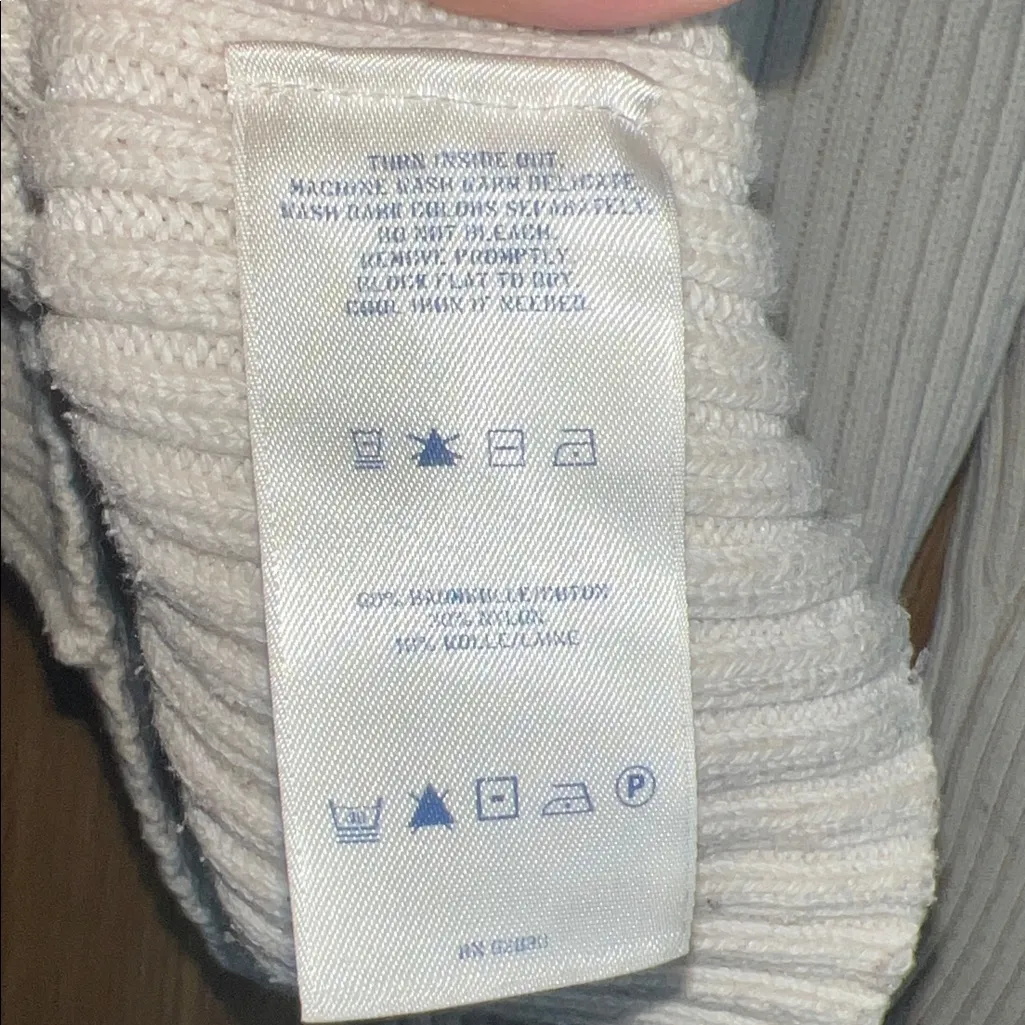 TURN INSIDE OUT.
MACHINE WASH WARM DELICATE.
WASH DARK COLORS SEPARATELY.
DO NOT BLEACH.
REMOVE PROMPTLY.
BLOCK FLAT TO DRY.
COOL IRON IF NEEDED.
60% BAUMWOLLE/COTON
30% NYLON
10% WOLLE/LAINE
P
RN